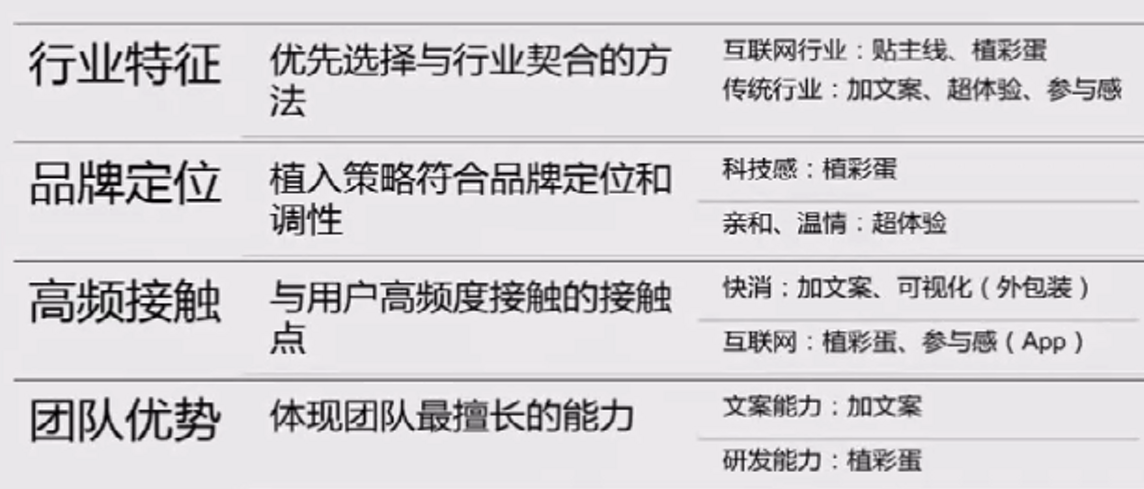 行业特征
优先选择与行业契合的方
法
互联网行业：贴主线、植彩蛋
传统行业：加文案、超体验、参与感
品牌定位
植入策略符合品牌定位和
调性
科技感：植彩蛋
亲和、温情：超体验
高频接触
与用户高频度接触的接触
点
快消：加文案、可视化（外包装）
互联网：植彩蛋、参与感（App）
团队优势
体现团队最擅长的能力
文案能力：加文案
研发能力：植彩蛋